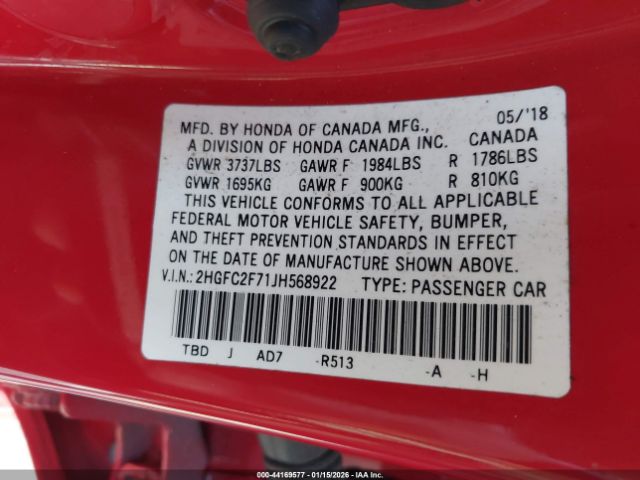 05/'18
MFD. BY HONDA OF CANADA MFG.,
A DIVISION OF HONDA CANADA INC. CANADA
GVWR 3737LBS GAWR F 1984LBS R 1786LBS
GVWR 1695KG GAWR F 900KG R 810KG
THIS VEHICLE CONFORMS TO ALL APPLICABLE
FEDERAL MOTOR VEHICLE SAFETY, BUMPER,
AND THEFT PREVENTION STANDARDS IN EFFECT
ON THE DATE OF MANUFACTURE SHOWN ABOVE.
V.I.N.: 2HGFC2F71JH568922 TYPE: PASSENGER CAR
TBD J AD7 -R513 -A -H
000-44169577 - 01/15/2026 - IAA Inc.